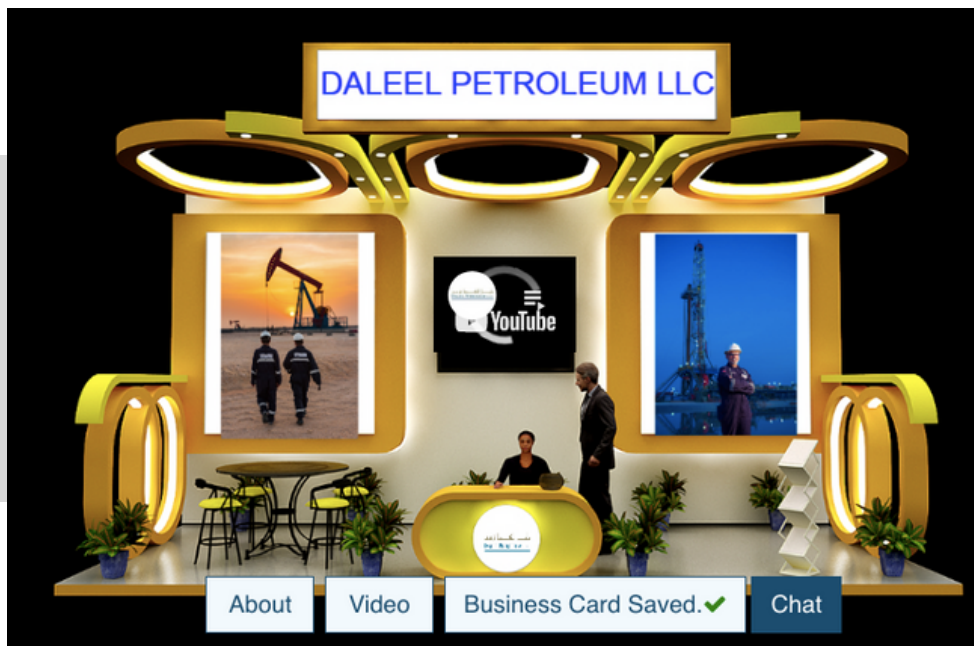 DALEEL PETROLEUM LLC
YouTube
About
Video
Business Card Saved.
Chat